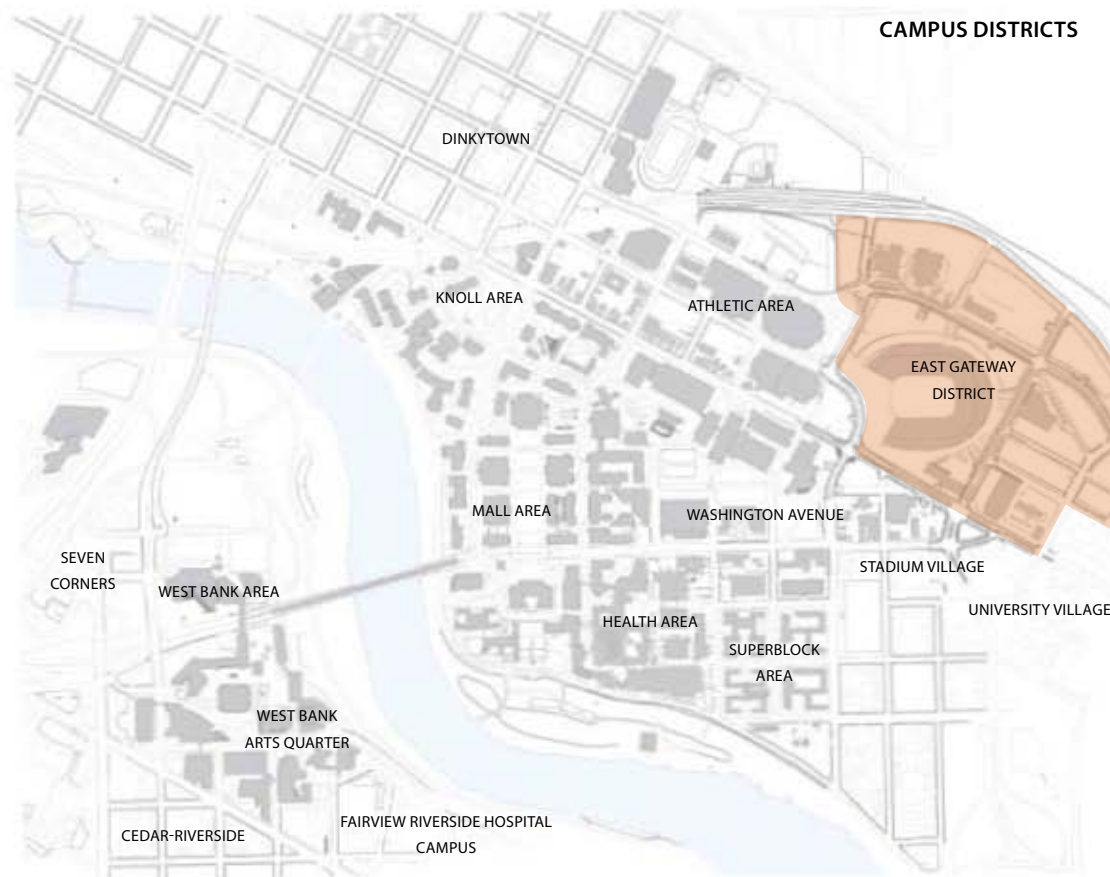 CAMPUS DISTRICTS
DINKYTOWN
KNOLL AREA
ATHLETIC AREA
EAST GATEWAY
DISTRICT
MALL AREA
WASHINGTON AVENUE
SEVEN
CORNERS
WEST BANK AREA
STADIUM VILLAGE
UNIVERSITY VILLAGE
HEALTH AREA
SUPERBLOCK
AREA
WEST BANK
ARTS QUARTER
CEDAR-RIVERSIDE
FAIRVIEW RIVERSIDE HOSPITAL
CAMPUS